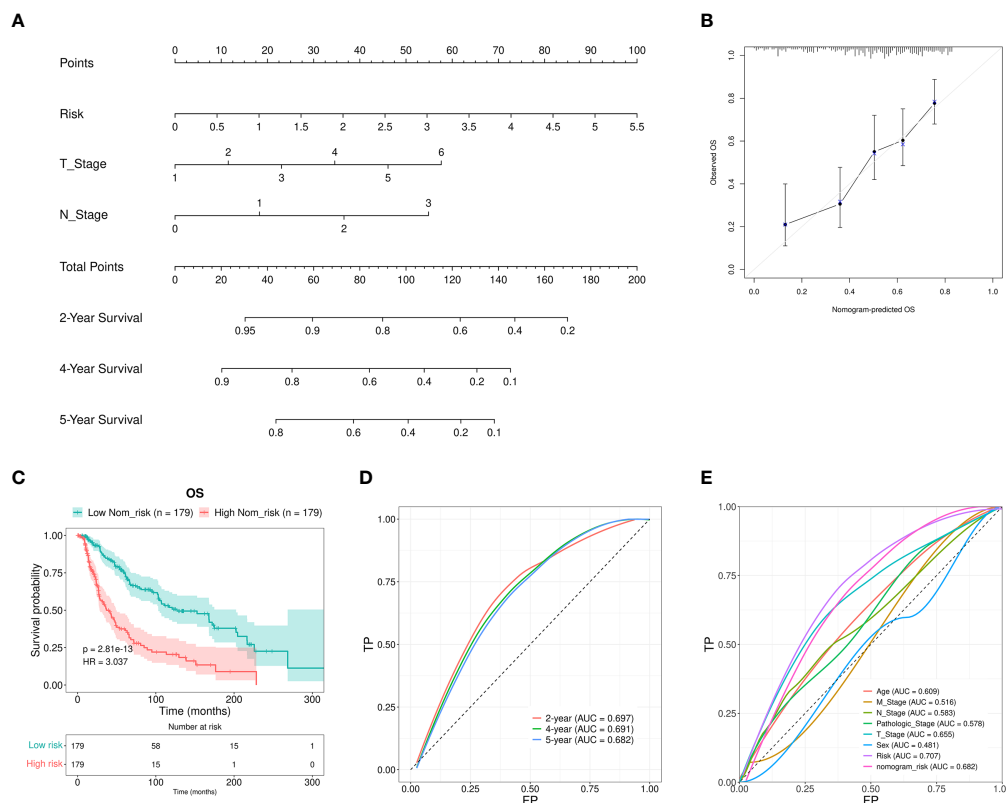 A
Points
0 10 20 30 40 50 60 70 80 90 100
Risk
0 0.5 1 1.5 2 2.5 3 3.5 4 4.5 5 5.5
T_Stage
2 4 6
1 3 5
N_Stage
1 3
0 2
Total Points
0 20 40 60 80 100 120 140 160 180 200
2-Year Survival
0.95 0.9 0.8 0.6 0.4 0.2
4-Year Survival
0.9 0.8 0.6 0.4 0.2 0.1
5-Year Survival
0.8 0.6 0.4 0.2 0.1
B
Observed OS
1.0
0.8
0.6
0.4
0.2
0.0
0.0 0.2 0.4 0.6 0.8 1.0
Nomogram-predicted OS
C
OS
Low Nom_risk (n = 179) High Nom_risk (n = 179)
Survival probability
1.00
0.75
0.50
0.25
0.00
p = 2.81e-13
HR = 3.037
0 100 200 300
Time (months)
Number at risk
Low risk 179 58 15 1
High risk 179 15 1 0
0 100 200 300
Time (months)
D
TP
1.00
0.75
0.50
0.25
0.00
2-year (AUC = 0.697)
4-year (AUC = 0.691)
5-year (AUC = 0.682)
0.00 0.25 0.50 0.75 1.00
FP
E
TP
1.00
0.75
0.50
0.25
0.00
Age (AUC = 0.609)
M_Stage (AUC = 0.516)
N_Stage (AUC = 0.583)
Pathologic_Stage (AUC = 0.578)
T_Stage (AUC = 0.655)
Sex (AUC = 0.481)
Risk (AUC = 0.707)
nomogram_risk (AUC = 0.682)
0.00 0.25 0.50 0.75 1.00
FP